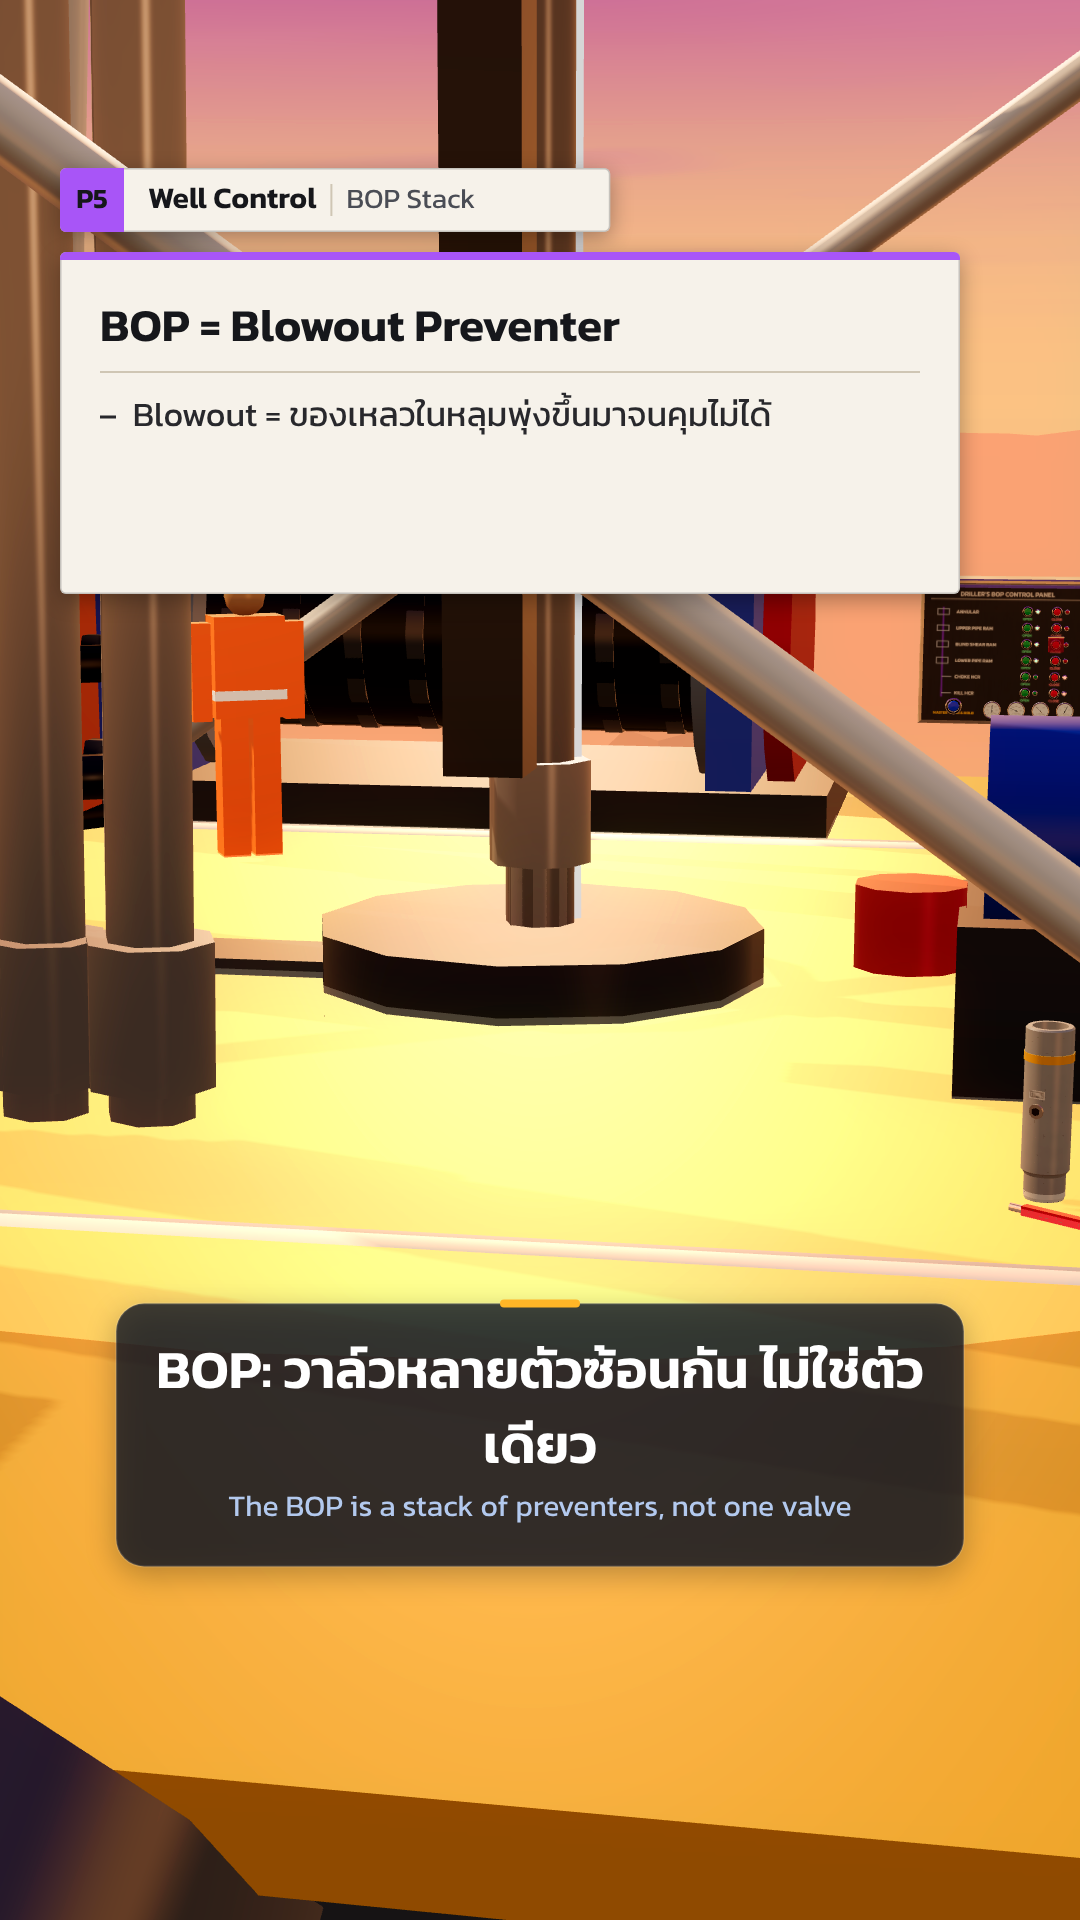 P5 Well Control BOP Stack
BOP = Blowout Preventer
– Blowout = ของเหลวในหลุมพุ่งขึ้นมาจนคุมไม่ได้
DRILLER'S BOP CONTROL PANEL
ANNULAR
UPPER PIPE RAM
BLIND SHEAR RAM
LOWER PIPE RAM
CHOKE HCR
KILL HCR
BOP: วาล์วหลายตัวซ้อนกัน ไม่ใช่ตัว
เดียว
The BOP is a stack of preventers, not one valve